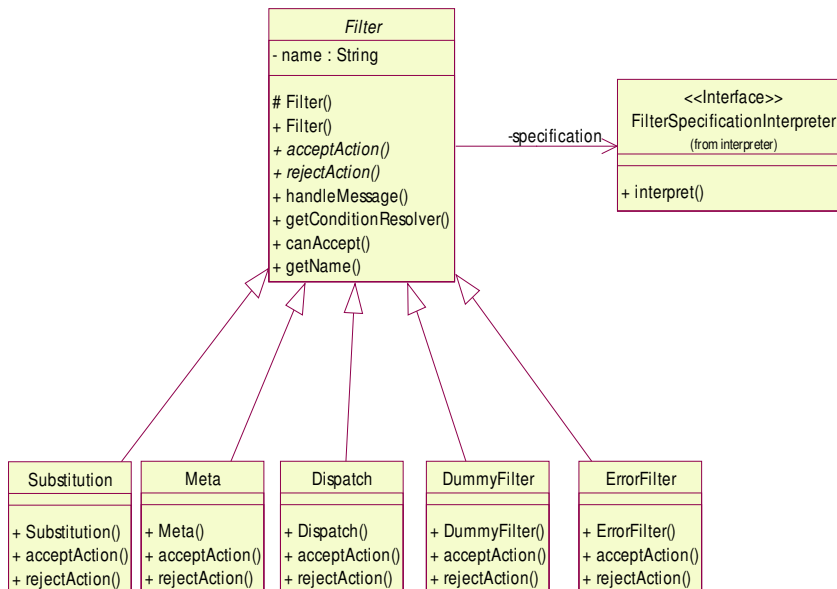 Filter
- name : String
# Filter()
+ Filter()
+ acceptAction()
+ rejectAction()
+ handleMessage()
+ getConditionResolver()
+ canAccept()
+ getName()
-specification
<<Interface>>
FilterSpecificationInterpreter
(from interpreter)
+ interpret()
Substitution
+ Substitution()
+ acceptAction()
+ rejectAction()
Meta
+ Meta()
+ acceptAction()
+ rejectAction()
Dispatch
+ Dispatch()
+ acceptAction()
+ rejectAction()
DummyFilter
+ DummyFilter()
+ acceptAction()
+ rejectAction()
ErrorFilter
+ ErrorFilter()
+ acceptAction()
+ rejectAction()